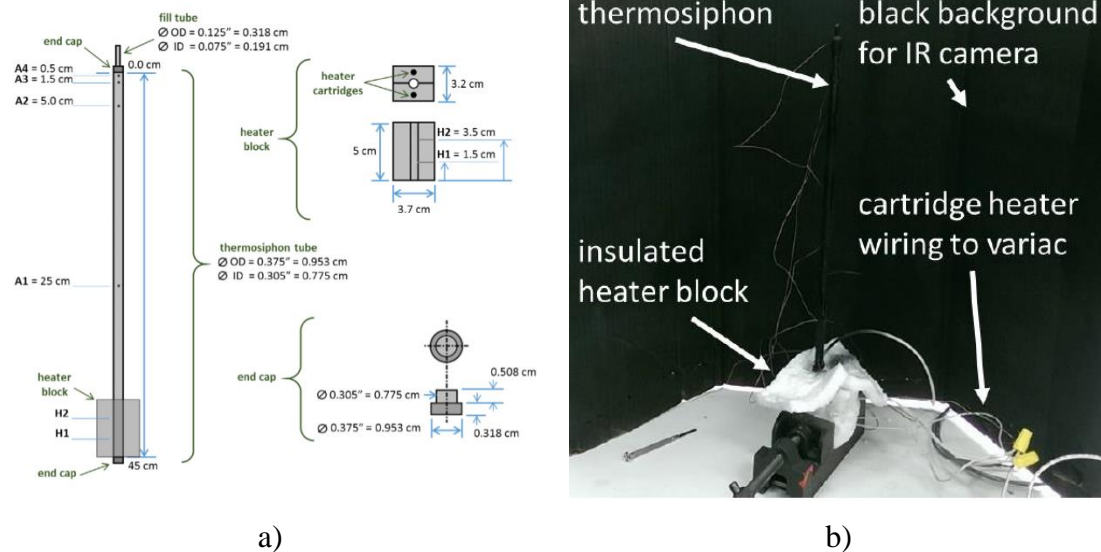 fill tube
Ø OD = 0.125″ = 0.318 cm
Ø ID = 0.075″ = 0.191 cm
end cap
0.0 cm
A4 = 0.5 cm
A3 = 1.5 cm
A2 = 5.0 cm
A1 = 25 cm
heater
block
H2
H1
end cap
45 cm
thermosiphon tube
Ø OD = 0.375″ = 0.953 cm
Ø ID = 0.305″ = 0.775 cm
heater
cartridges
3.2 cm
heater
block
5 cm
H2 = 3.5 cm
H1 = 1.5 cm
3.7 cm
end cap
0.508 cm
Ø 0.305″ = 0.775 cm
Ø 0.375″ = 0.953 cm
0.318 cm
a)
thermosiphon
black background
for IR camera
cartridge heater
wiring to variac
insulated
heater block
b)